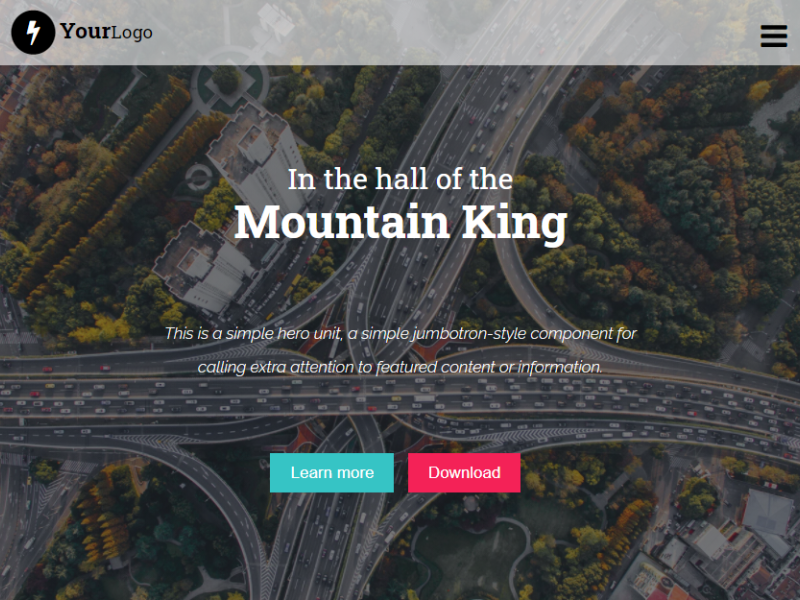 YourLogo
In the hall of the
Mountain King
This is a simple hero unit, a simple jumbotron-style component for
calling extra attention to featured content or information.
Learn more
Download